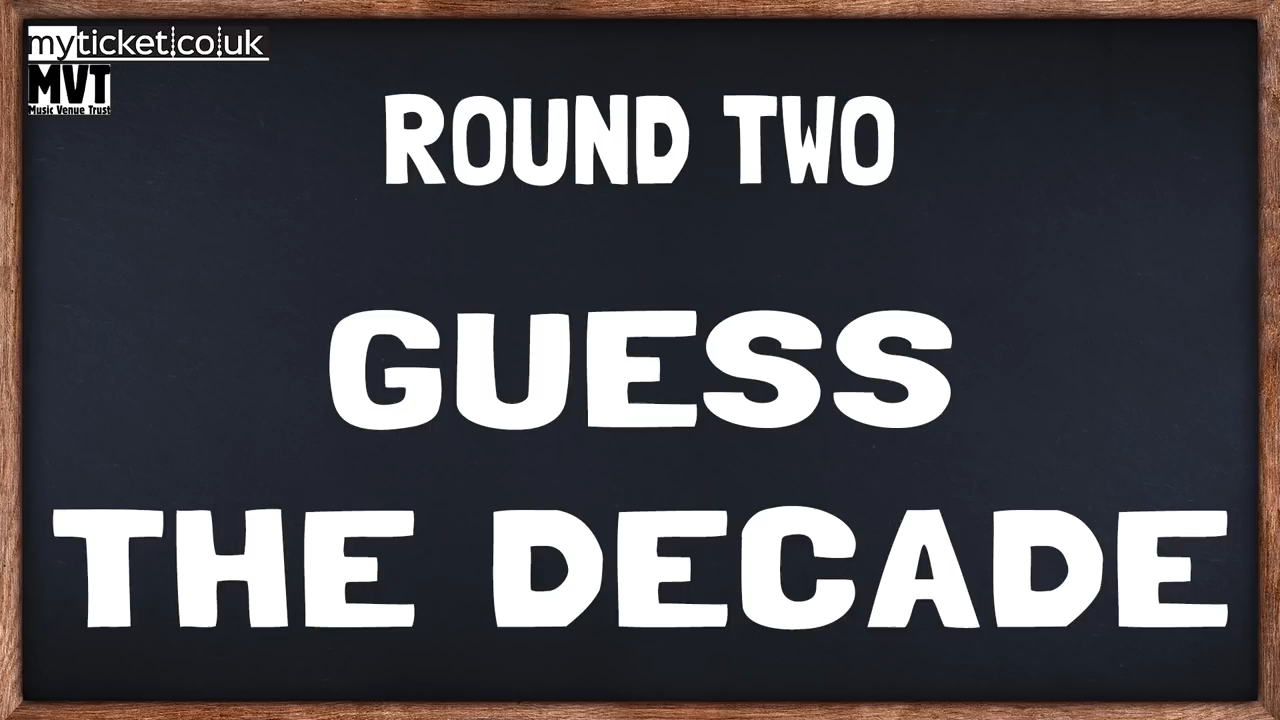 myticket.co.uk
MVT
Music Venue Trust
ROUND TWO
GUESS
THE DECADE